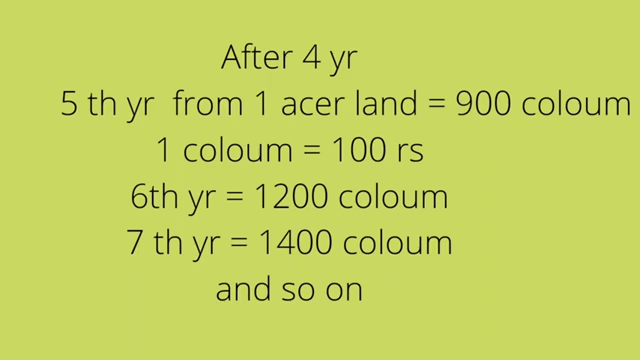 After 4 yr
5 th yr from 1 acer land = 900 coloum
1 coloum = 100 rs
6th yr = 1200 coloum
7 th yr = 1400 coloum
and so on